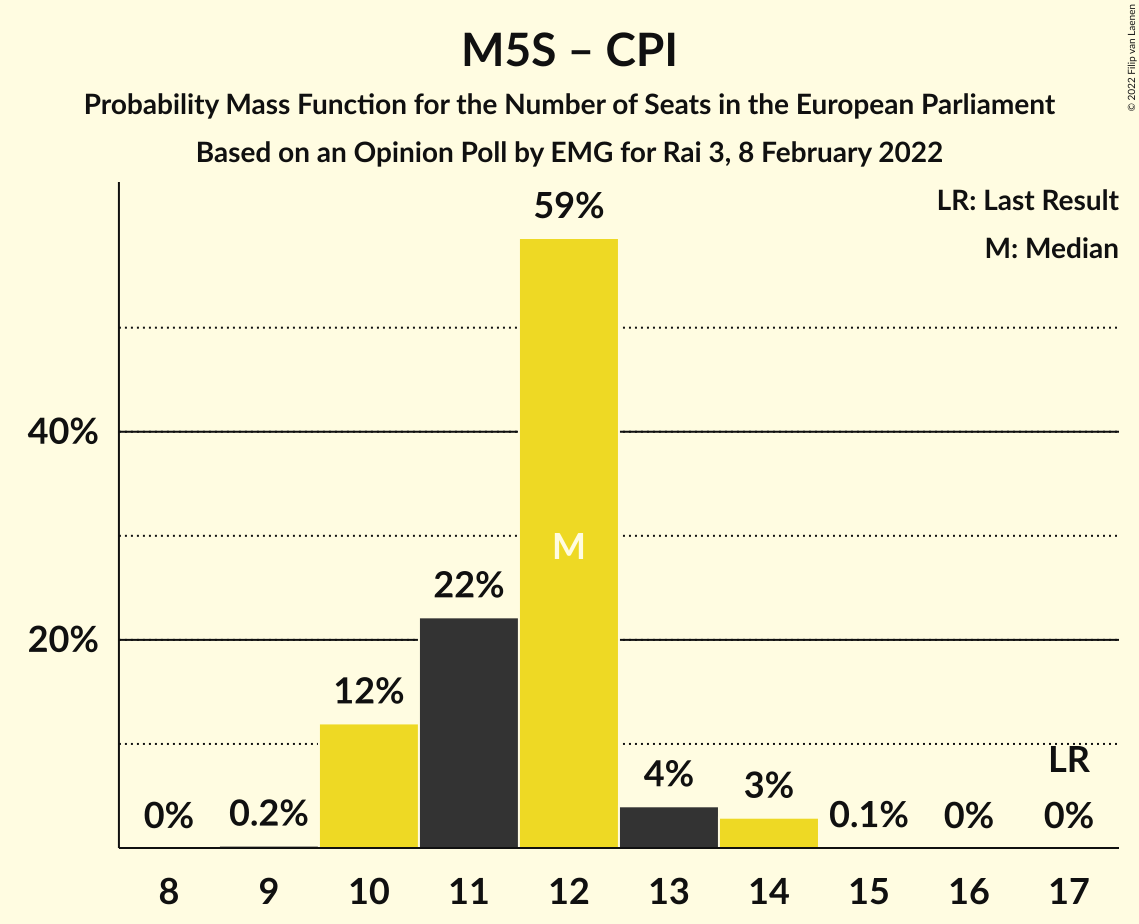 M5S – CPI
Probability Mass Function for the Number of Seats in the European Parliament
Based on an Opinion Poll by EMG for Rai 3, 8 February 2022
© 2022 Filip van Laenen
LR: Last Result
M: Median
59%
40%
M
22%
20%
12%
LR
4%
3%
0%
0.2%
0.1%
0%
0%
8 9 10 11 12 13 14 15 16 17